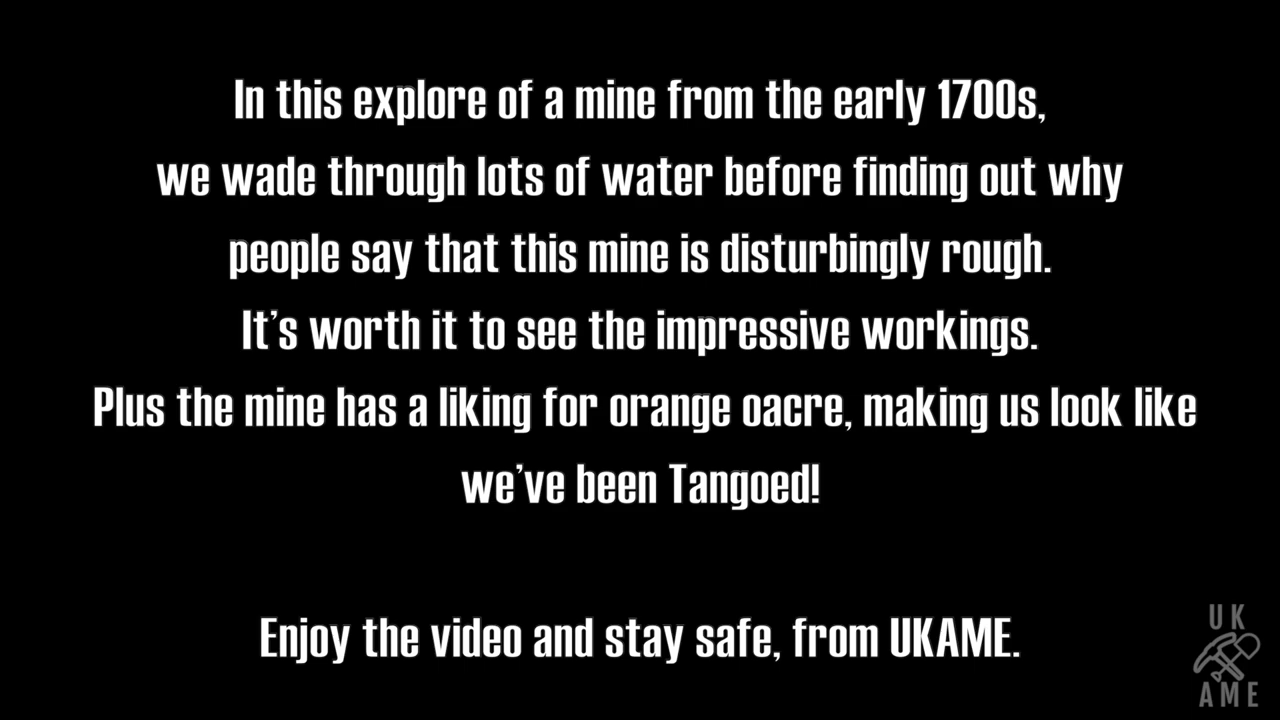 In this explore of a mine from the early 1700s,
we wade through lots of water before finding out why
people say that this mine is disturbingly rough.
It's worth it to see the impressive workings.
Plus the mine has a liking for orange oacre, making us look like
we've been Tangoed!
Enjoy the video and stay safe, from UKAME.
UK
AME